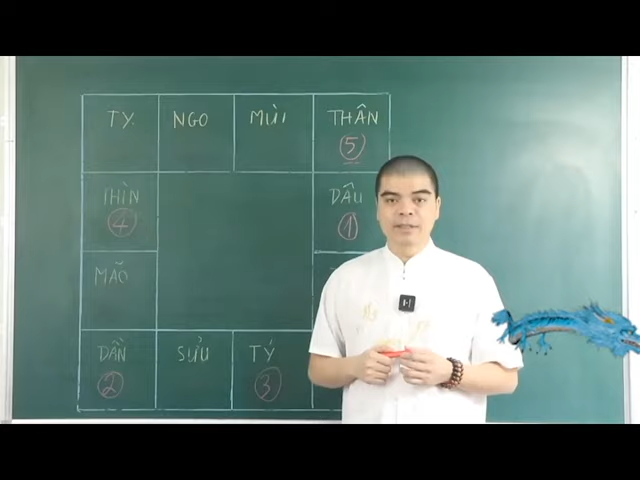 TỴ NGỌ MÙI THÂN
⑤
THÌN DẬU
④ ①
MÃO
DẦN SỬU TÝ
② ③